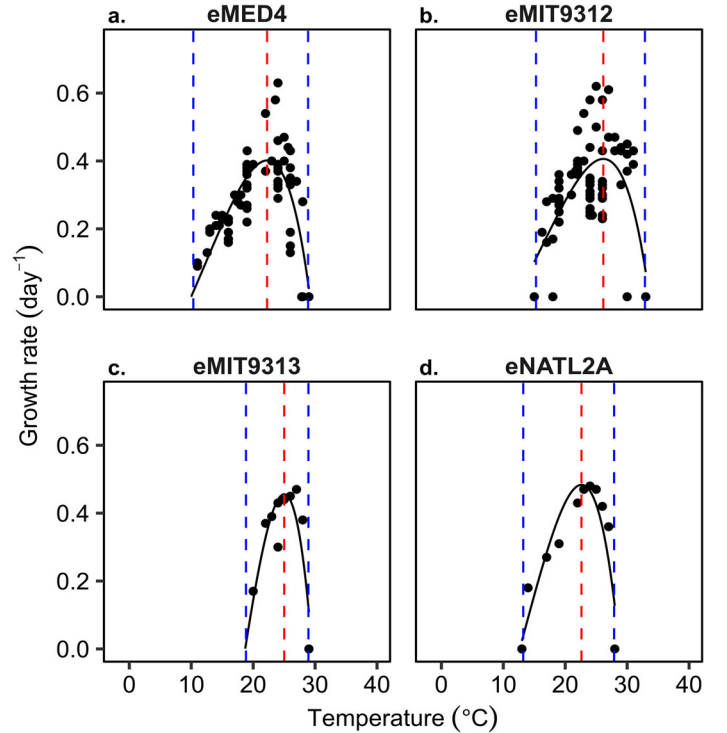 a. eMED4
b. eMIT9312
0.6
0.4
0.2
0.0
c. eMIT9313
d. eNATL2A
0.6
0.4
0.2
0.0
0 10 20 30 40
0 10 20 30 40
Growth rate (day⁻¹)
Temperature (°C)